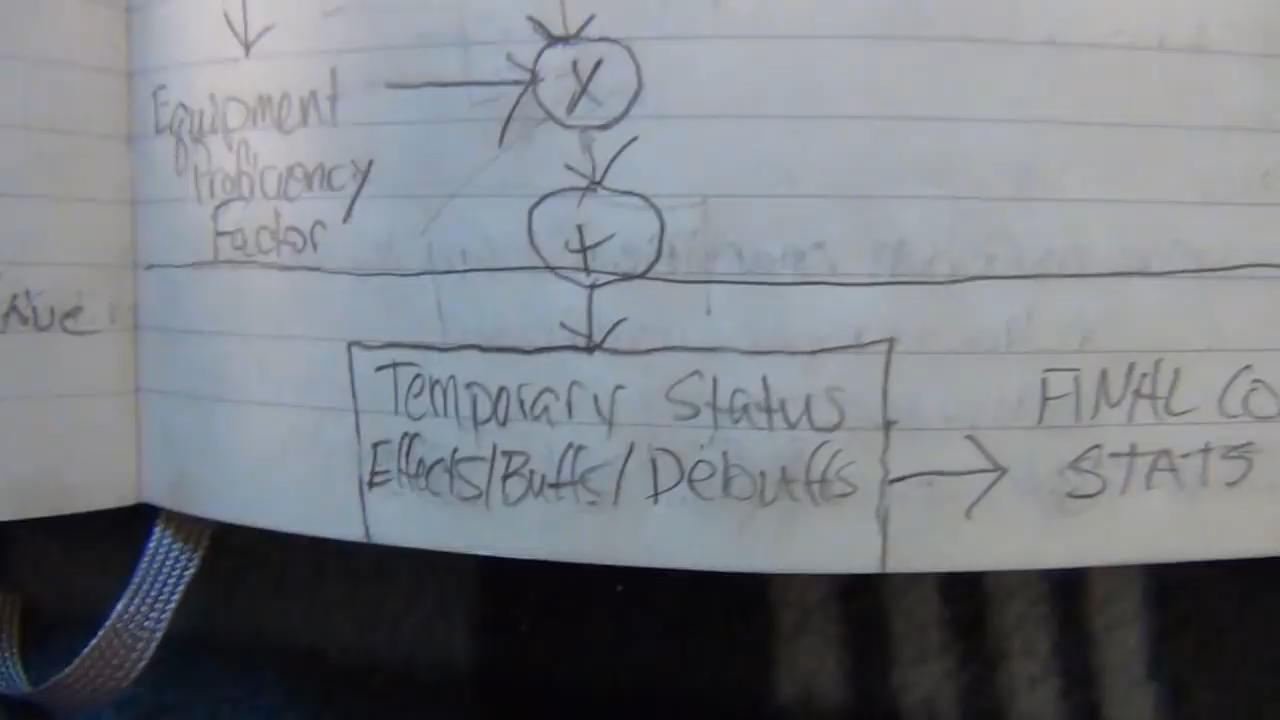 Equipment
Proficiency
Factor
X
+
Temporary Status
Effects/Buffs/Debuffs
FINAL CO
STATS